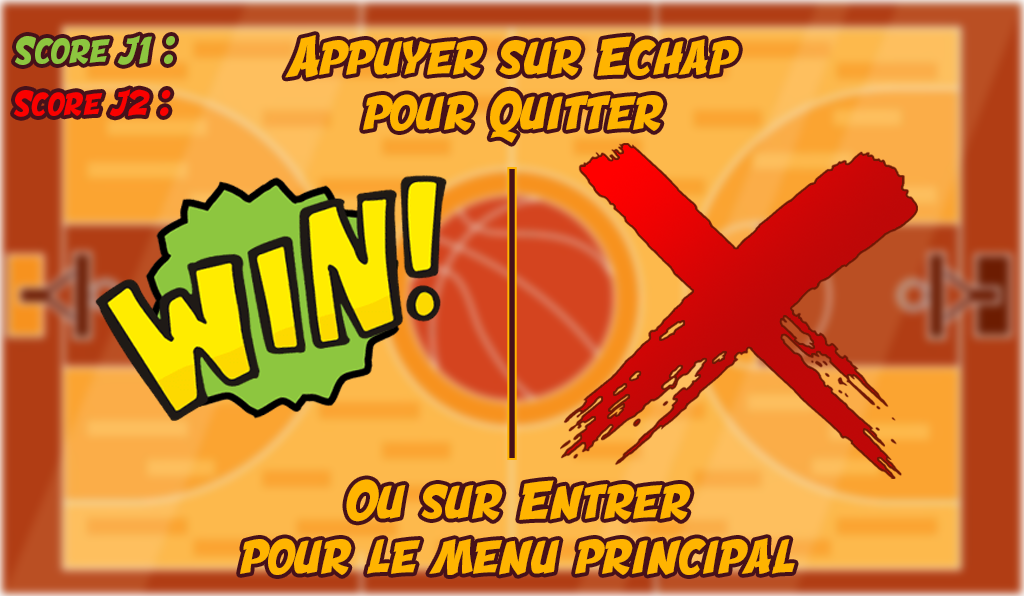 Score J1 :
Score J2 :
Appuyer sur Echap
pour Quitter
WIN!
Ou sur Entrer
pour le menu principal